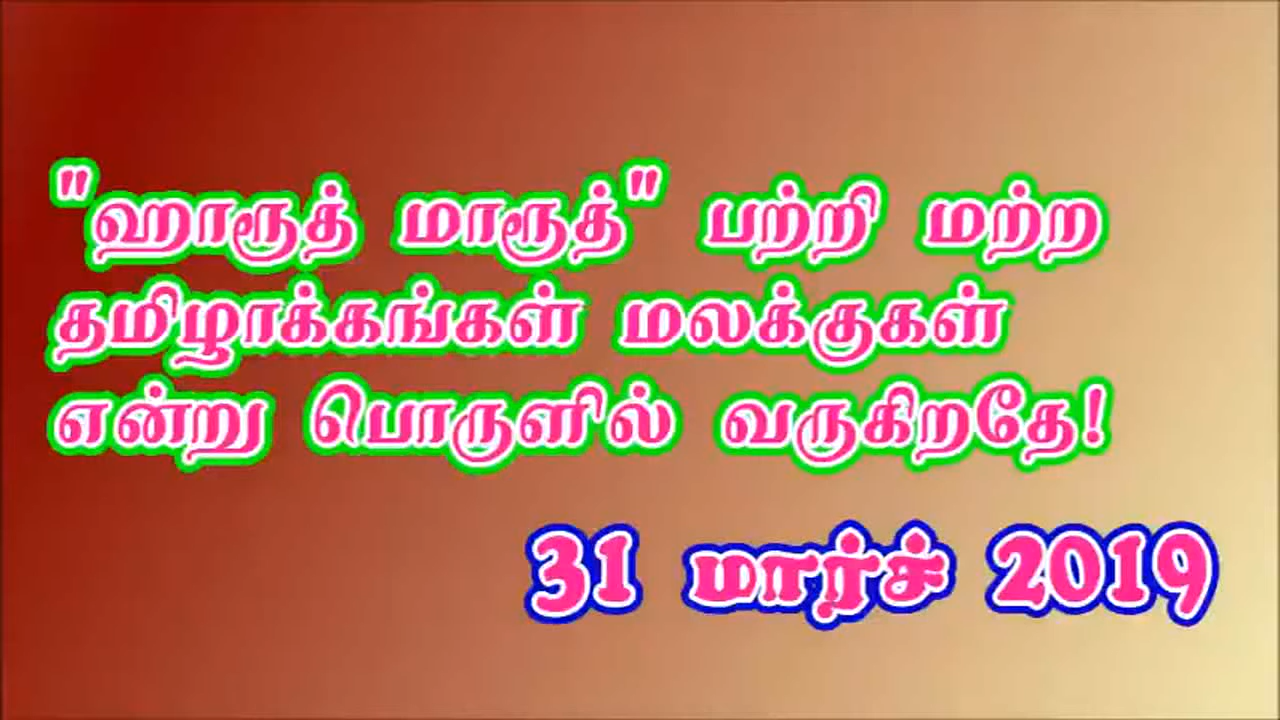 "ஹாரூத் மாரூத்" பற்றி மற்ற
தமிழாக்கங்கள் மலக்குகள்
என்று பொருளில் வருகிறதே!
31 மார்ச் 2019